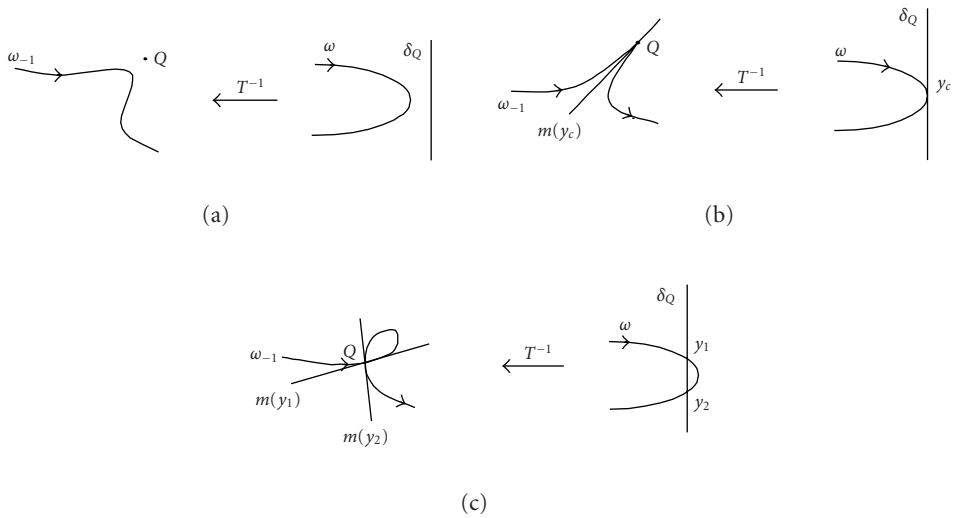 ω₋₁
Q
T⁻¹
ω
δ_Q
(a)
ω₋₁
m(y_c)
Q
T⁻¹
ω
δ_Q
y_c
(b)
ω₋₁
Q
m(y₁)
m(y₂)
T⁻¹
ω
δ_Q
y₁
y₂
(c)